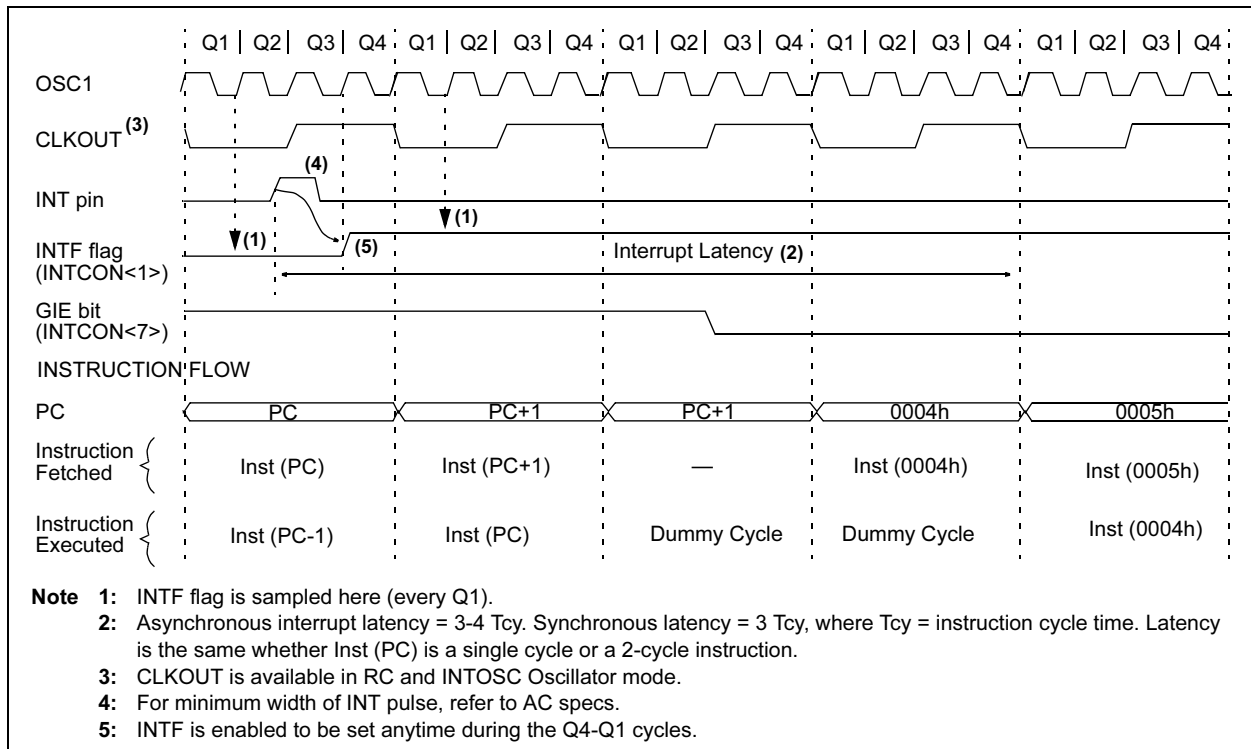 Q1 | Q2 | Q3 | Q4 Q1 | Q2 | Q3 | Q4 Q1 | Q2 | Q3 | Q4 Q1 | Q2 | Q3 | Q4 Q1 | Q2 | Q3 | Q4
OSC1
CLKOUT (3)
(4)
INT pin
(1)
(1)
(5)
INTF flag
(INTCON<1>)
Interrupt Latency (2)
GIE bit
(INTCON<7>)
INSTRUCTION FLOW
PC PC PC+1 PC+1 0004h 0005h
Instruction
Fetched
Inst (PC) Inst (PC+1) — Inst (0004h) Inst (0005h)
Instruction
Executed
Inst (PC-1) Inst (PC) Dummy Cycle Dummy Cycle Inst (0004h)
Note 1: INTF flag is sampled here (every Q1).
2: Asynchronous interrupt latency = 3-4 Tcy. Synchronous latency = 3 Tcy, where Tcy = instruction cycle time. Latency
is the same whether Inst (PC) is a single cycle or a 2-cycle instruction.
3: CLKOUT is available in RC and INTOSC Oscillator mode.
4: For minimum width of INT pulse, refer to AC specs.
5: INTF is enabled to be set anytime during the Q4-Q1 cycles.